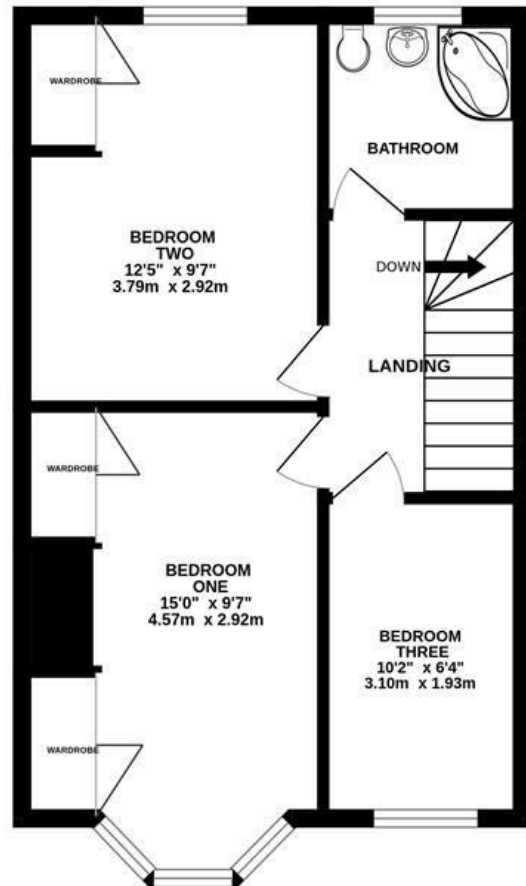 WARDROBE
BATHROOM
BEDROOM
TWO
12'5" x 9'7"
3.79m x 2.92m
DOWN
LANDING
WARDROBE
BEDROOM
ONE
15'0" x 9'7"
4.57m x 2.92m
BEDROOM
THREE
10'2" x 6'4"
3.10m x 1.93m
WARDROBE